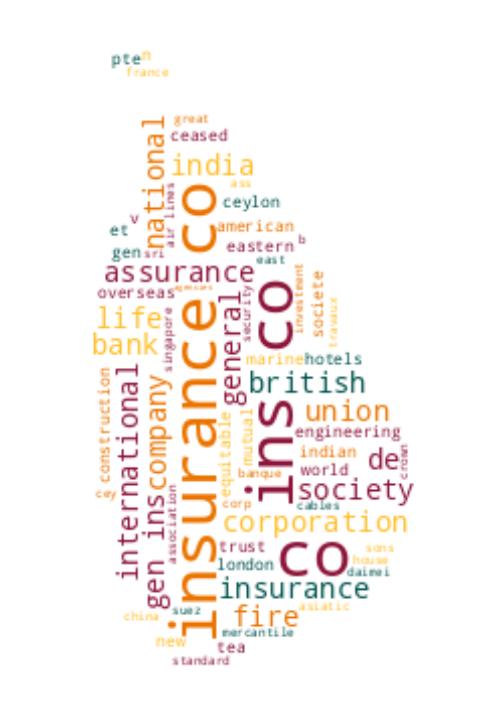 pte n
france
great
national
ceased
india
ass
air lines
co
ceylon
v
et
american
b
eastern
gen sri
east
assurance
agencies
overseas
investment
societe
co
security
general
life
singapore
travaux
bank
insurance co
marine hotels
international
british
construction
company
ins
union
equitable
mutual
engineering
indian
de
crown
world
banque
society
cey
gen ins
association
corp
cables
corporation
trust
co
sons
house
london
daimei
insurance
suez
asiatic
china
fire
mercantile
new
tea
standard